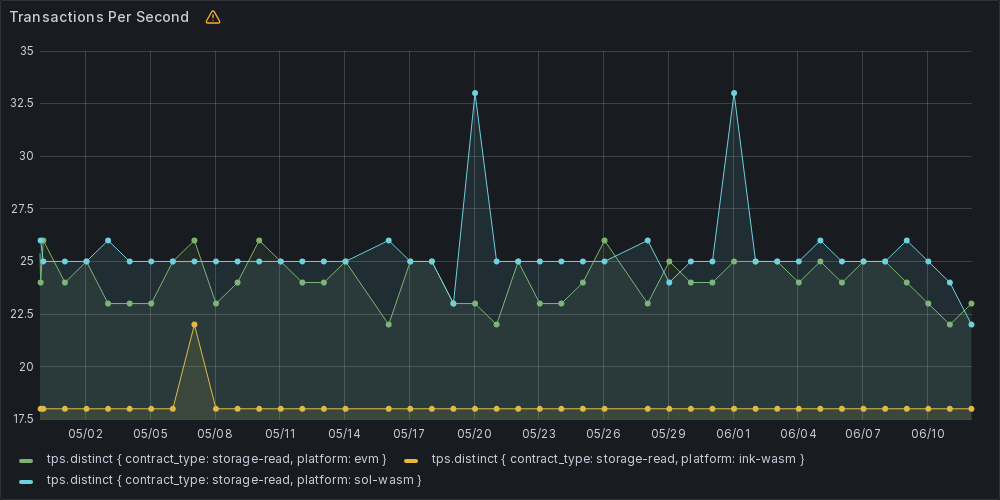 Transactions Per Second
35
32.5
30
27.5
25
22.5
20
17.5
05/02 05/05 05/08 05/11 05/14 05/17 05/20 05/23 05/26 05/29 06/01 06/04 06/07 06/10
tps.distinct { contract_type: storage-read, platform: evm } tps.distinct { contract_type: storage-read, platform: ink-wasm }
tps.distinct { contract_type: storage-read, platform: sol-wasm }